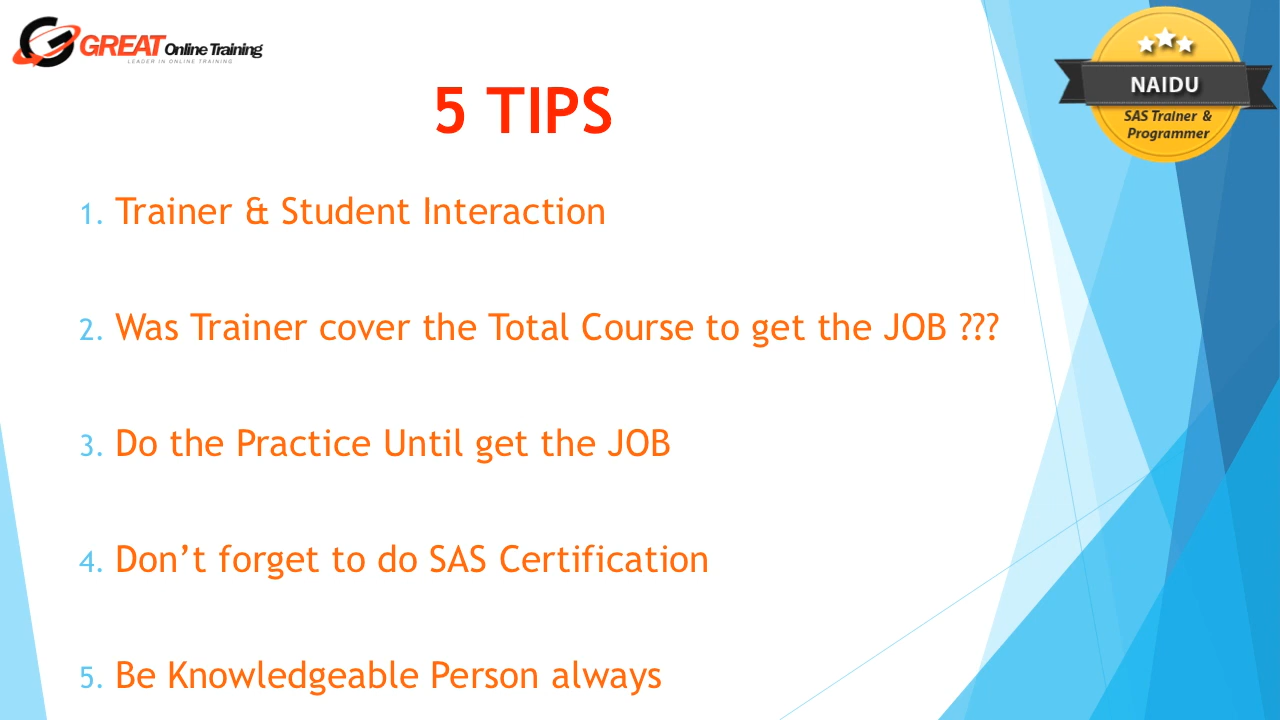 GREAT Online Training
LEADER IN ONLINE TRAINING
NAIDU
SAS Trainer &
Programmer
5 TIPS
1. Trainer & Student Interaction
2. Was Trainer cover the Total Course to get the JOB ???
3. Do the Practice Until get the JOB
4. Don’t forget to do SAS Certification
5. Be Knowledgeable Person always